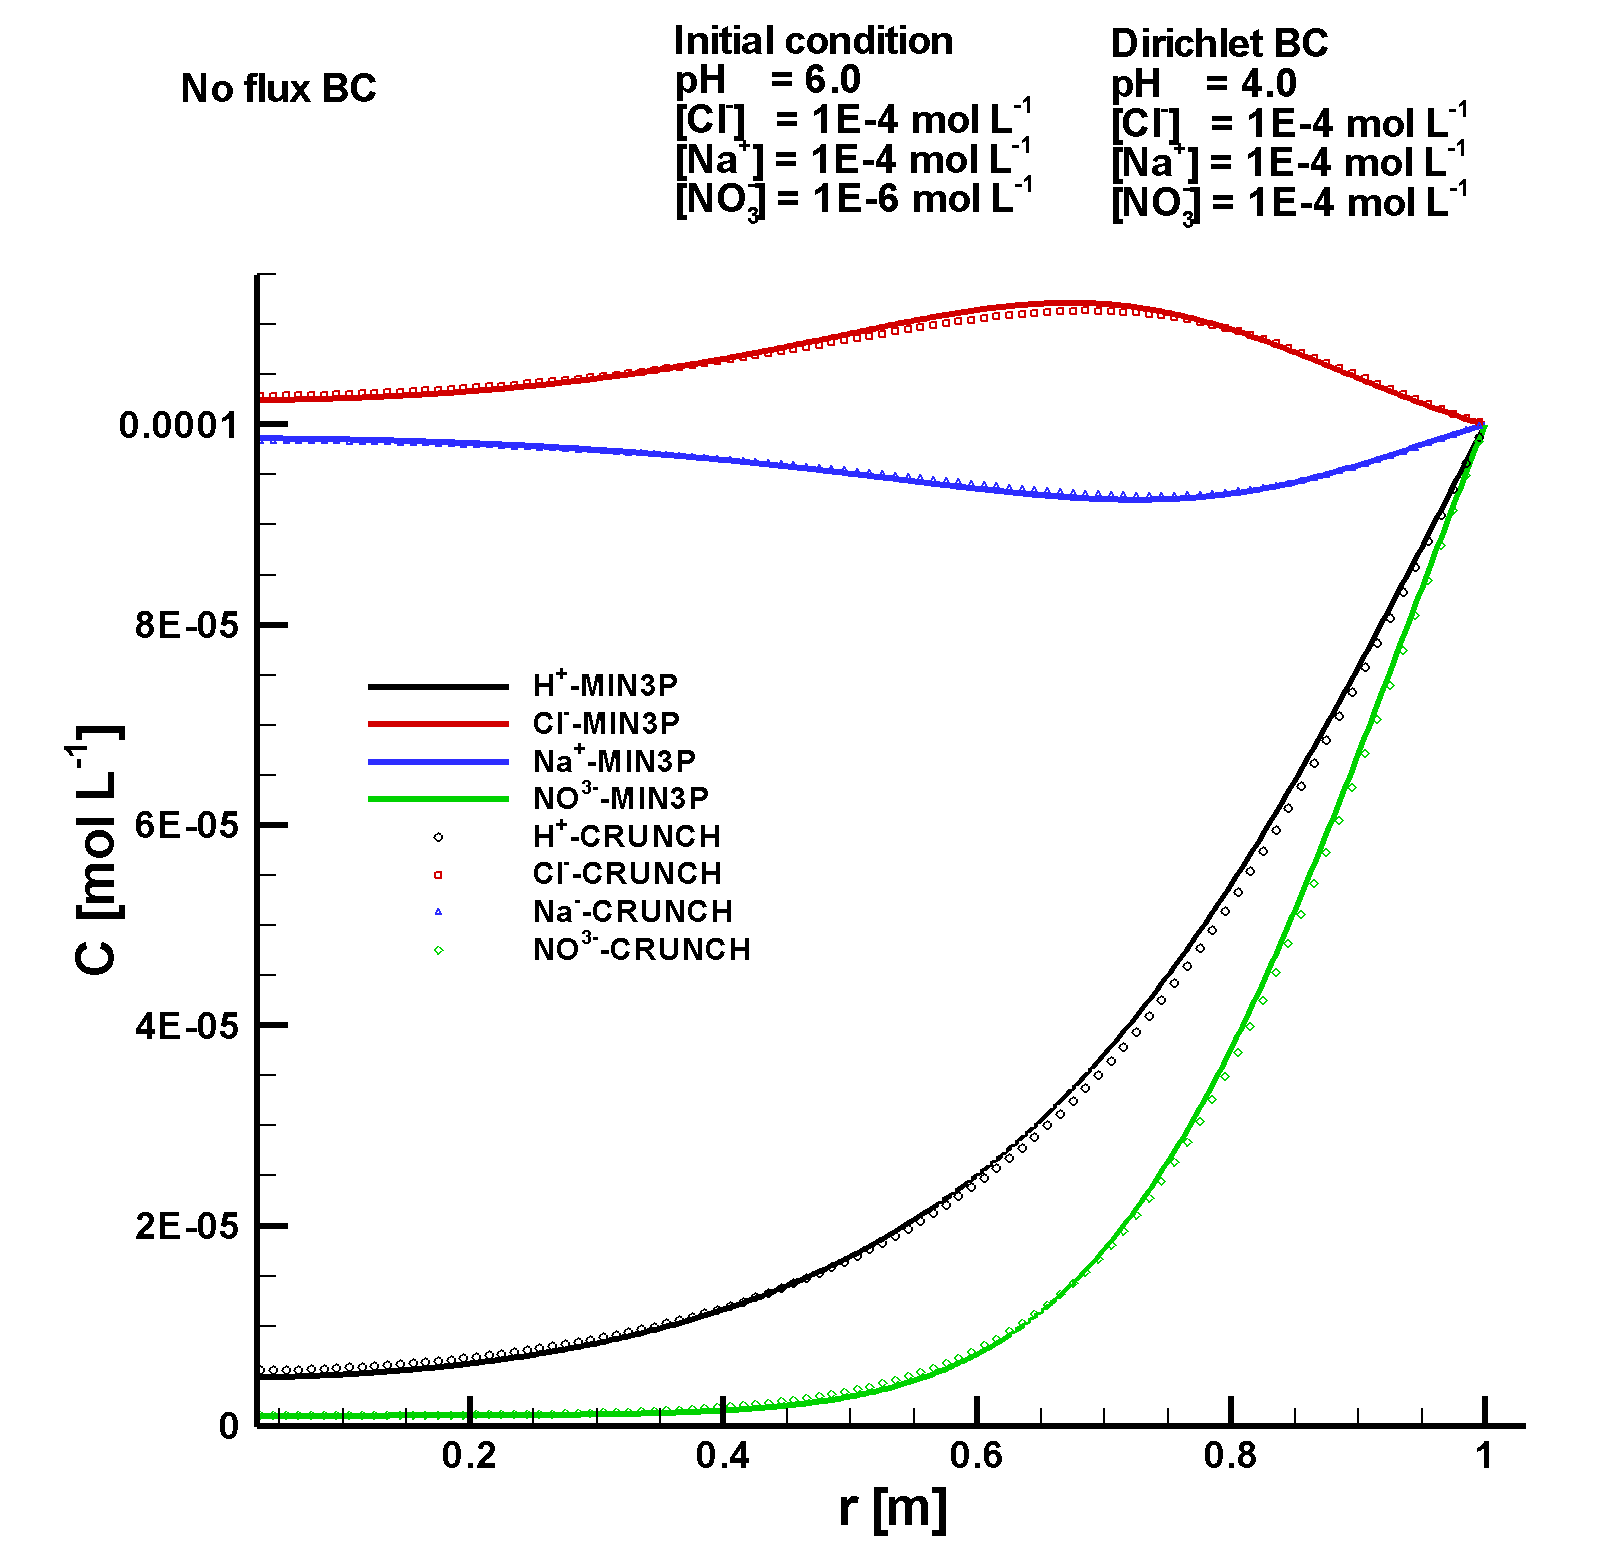 No flux BC
Initial condition
pH = 6.0
[Cl⁻] = 1E-4 mol L⁻¹
[Na⁺] = 1E-4 mol L⁻¹
[NO₃⁻] = 1E-6 mol L⁻¹
Dirichlet BC
pH = 4.0
[Cl⁻] = 1E-4 mol L⁻¹
[Na⁺] = 1E-4 mol L⁻¹
[NO₃⁻] = 1E-4 mol L⁻¹
C [mol L⁻¹]
0.0001
8E-05
6E-05
4E-05
2E-05
0
H⁺-MIN3P
Cl⁻-MIN3P
Na⁺-MIN3P
NO³⁻-MIN3P
H⁺-CRUNCH
Cl⁻-CRUNCH
Na⁻-CRUNCH
NO³⁻-CRUNCH
0.2
0.4
0.6
0.8
1
r [m]